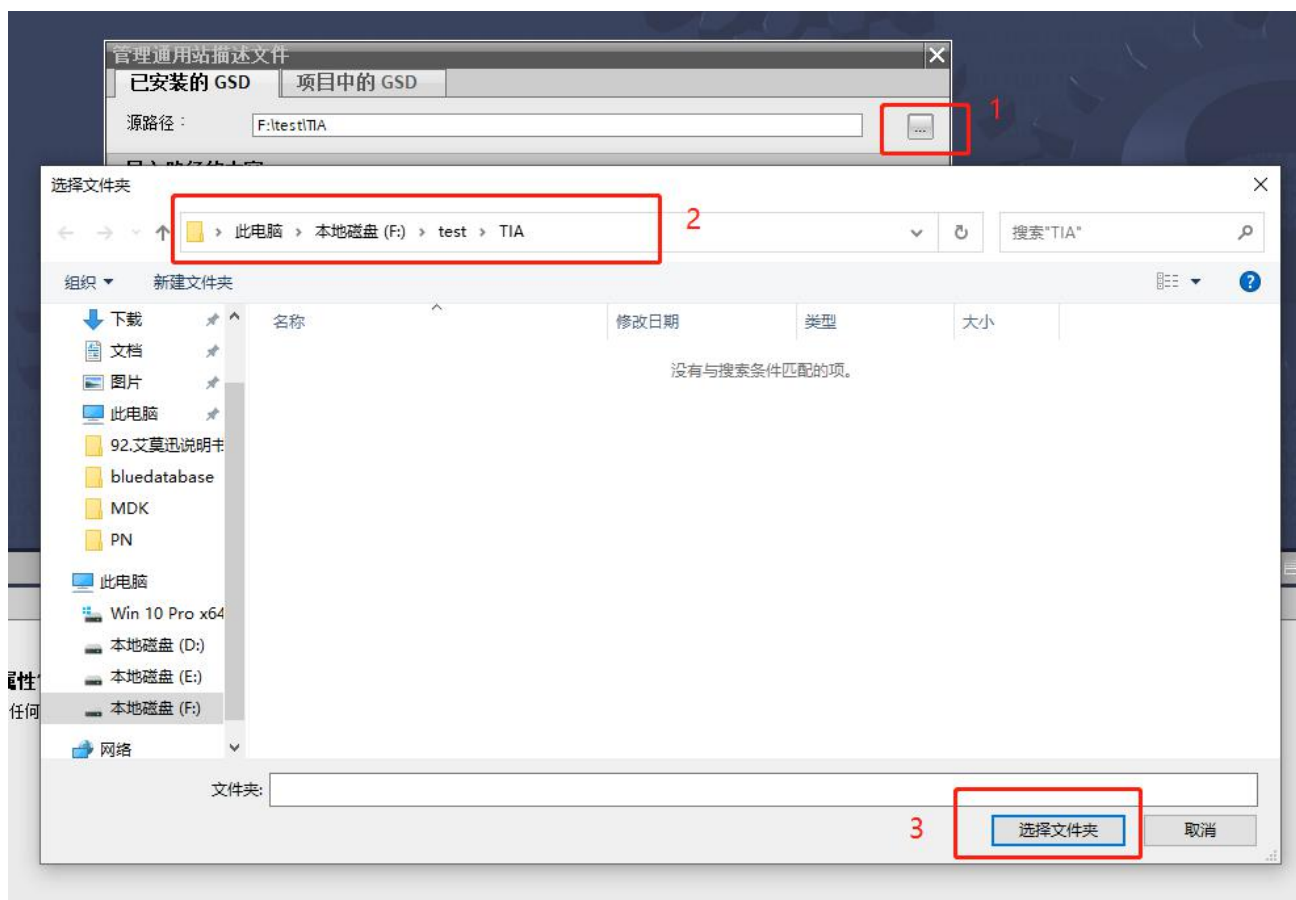 管理通用站描述文件
已安装的 GSD 项目中的 GSD
源路径： F:\test\TIA ... 1
选择文件夹
此电脑 › 本地磁盘 (F:) › test › TIA 2 搜索"TIA"
组织 新建文件夹
下载 名称 修改日期 类型 大小
文档 没有与搜索条件匹配的项。
图片
此电脑
92.艾莫迅说明书
bluedatabase
MDK
PN
此电脑
Win 10 Pro x64
本地磁盘 (D:)
属性
本地磁盘 (E:)
任何
本地磁盘 (F:)
网络
文件夹:
3 选择文件夹 取消